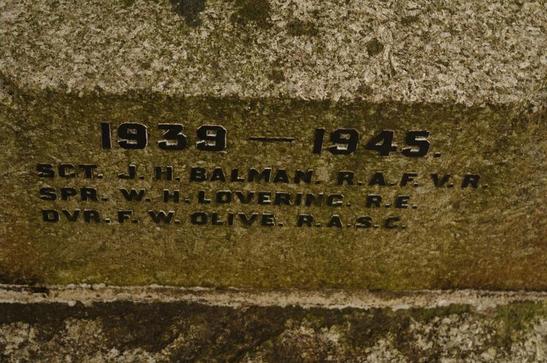 1939 — 1945.
SGT. J. H. BALMAN. R.A.F.V.R.
SPR. W. H. LOVERING. R.E.
DVR. F. W. OLIVE. R.A.S.C.